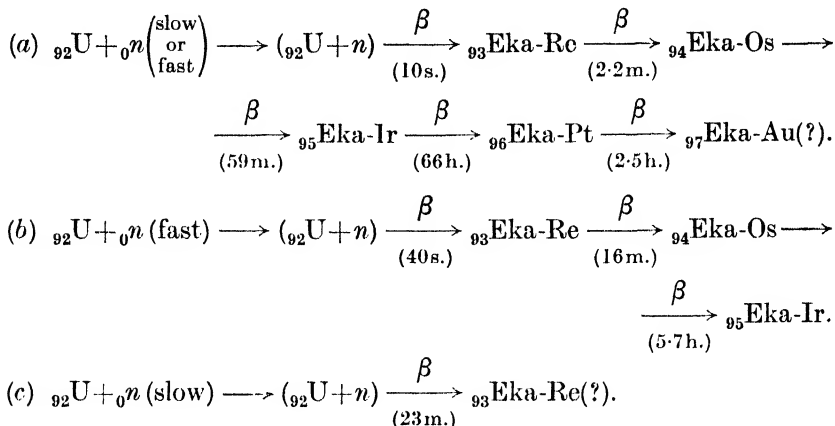 (a) ₉₂U + ₀n (slow or fast) ⟶ (₉₂U + n) —β (10s.)→ ₉₃Eka-Re —β (2·2m.)→ ₉₄Eka-Os ⟶
—β (59m.)→ ₉₅Eka-Ir —β (66h.)→ ₉₆Eka-Pt —β (2·5h.)→ ₉₇Eka-Au(?).
(b) ₉₂U + ₀n (fast) ⟶ (₉₂U + n) —β (40s.)→ ₉₃Eka-Re —β (16m.)→ ₉₄Eka-Os ⟶
—β (5·7h.)→ ₉₅Eka-Ir.
(c) ₉₂U + ₀n (slow) ⟶ (₉₂U + n) —β (23m.)→ ₉₃Eka-Re(?).